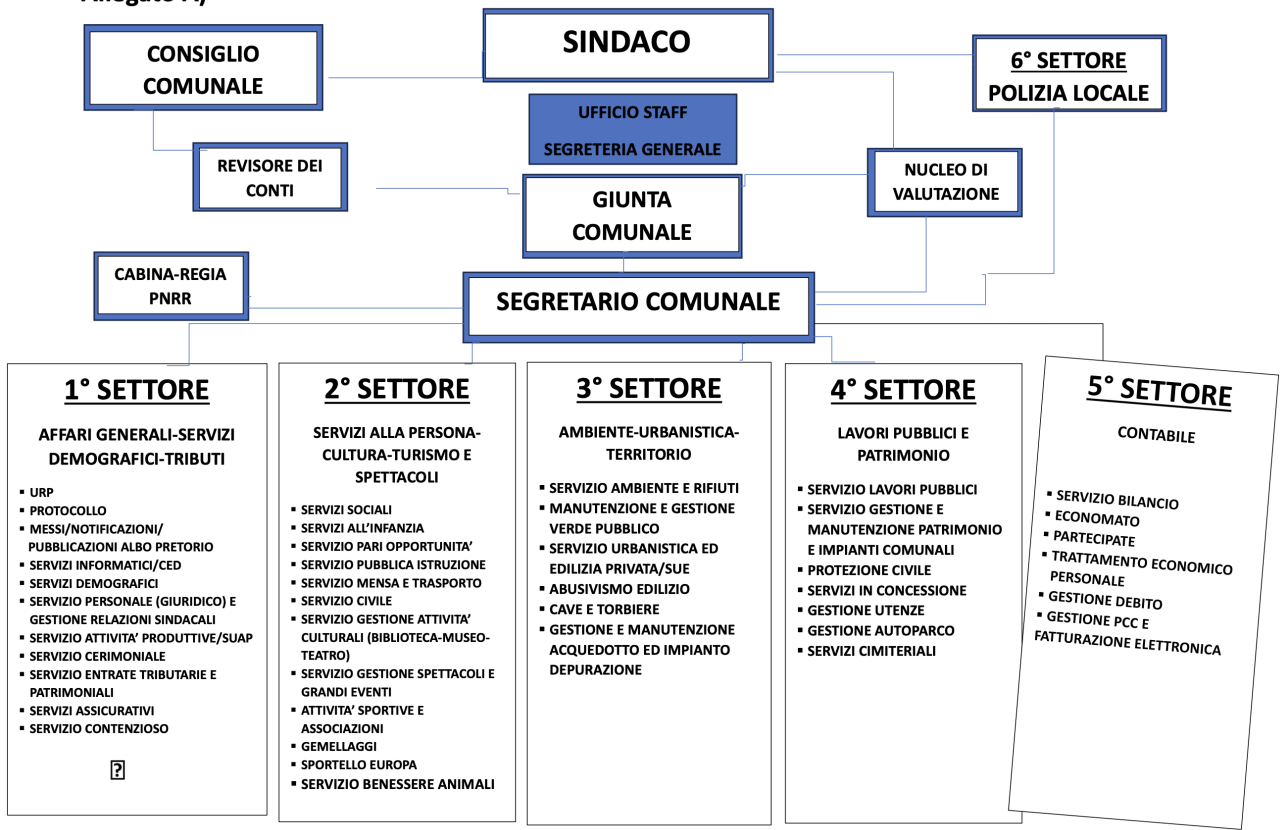 Allegato A)
SINDACO
CONSIGLIO
COMUNALE
6° SETTORE
POLIZIA LOCALE
UFFICIO STAFF
SEGRETERIA GENERALE
REVISORE DEI
CONTI
NUCLEO DI
VALUTAZIONE
GIUNTA
COMUNALE
CABINA-REGIA
PNRR
SEGRETARIO COMUNALE
1° SETTORE
AFFARI GENERALI-SERVIZI
DEMOGRAFICI-TRIBUTI
▪ URP
▪ PROTOCOLLO
▪ MESSI/NOTIFICAZIONI/
PUBBLICAZIONI ALBO PRETORIO
▪ SERVIZI INFORMATICI/CED
▪ SERVIZI DEMOGRAFICI
▪ SERVIZIO PERSONALE (GIURIDICO) E
GESTIONE RELAZIONI SINDACALI
▪ SERVIZIO ATTIVITA’ PRODUTTIVE/SUAP
▪ SERVIZIO CERIMONIALE
▪ SERVIZIO ENTRATE TRIBUTARIE E
PATRIMONIALI
▪ SERVIZI ASSICURATIVI
▪ SERVIZIO CONTENZIOSO
?
2° SETTORE
SERVIZI ALLA PERSONA-
CULTURA-TURISMO E
SPETTACOLI
▪ SERVIZI SOCIALI
▪ SERVIZI ALL’INFANZIA
▪ SERVIZIO PARI OPPORTUNITA’
▪ SERVIZIO PUBBLICA ISTRUZIONE
▪ SERVIZIO MENSA E TRASPORTO
▪ SERVIZIO CIVILE
▪ SERVIZIO GESTIONE ATTIVITA’
CULTURALI (BIBLIOTECA-MUSEO-
TEATRO)
▪ SERVIZIO GESTIONE SPETTACOLI E
GRANDI EVENTI
▪ ATTIVITA’ SPORTIVE E
ASSOCIAZIONI
▪ GEMELLAGGI
▪ SPORTELLO EUROPA
▪ SERVIZIO BENESSERE ANIMALI
3° SETTORE
AMBIENTE-URBANISTICA-
TERRITORIO
▪ SERVIZIO AMBIENTE E RIFIUTI
▪ MANUTENZIONE E GESTIONE
VERDE PUBBLICO
▪ SERVIZIO URBANISTICA ED
EDILIZIA PRIVATA/SUE
▪ ABUSIVISMO EDILIZIO
▪ CAVE E TORBIERE
▪ GESTIONE E MANUTENZIONE
ACQUEDOTTO ED IMPIANTO
DEPURAZIONE
4° SETTORE
LAVORI PUBBLICI E
PATRIMONIO
▪ SERVIZIO LAVORI PUBBLICI
▪ SERVIZIO GESTIONE E
MANUTENZIONE PATRIMONIO
E IMPIANTI COMUNALI
▪ PROTEZIONE CIVILE
▪ SERVIZI IN CONCESSIONE
▪ GESTIONE UTENZE
▪ GESTIONE AUTOPARCO
▪ SERVIZI CIMITERIALI
5° SETTORE
CONTABILE
▪ SERVIZIO BILANCIO
▪ ECONOMATO
▪ PARTECIPATE
▪ TRATTAMENTO ECONOMICO
PERSONALE
▪ GESTIONE DEBITO
▪ GESTIONE PCC E
FATTURAZIONE ELETTRONICA